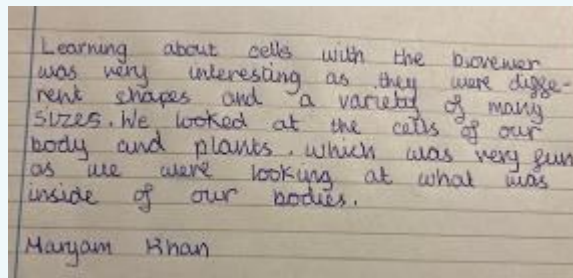 Learning about cells with the bioviewer
was very interesting as they were diffe-
rent shapes and a variety of many
sizes. We looked at the cells of our
body and plants. which was very fun
as we were looking at what was
inside of our bodies.
Maryam Khan